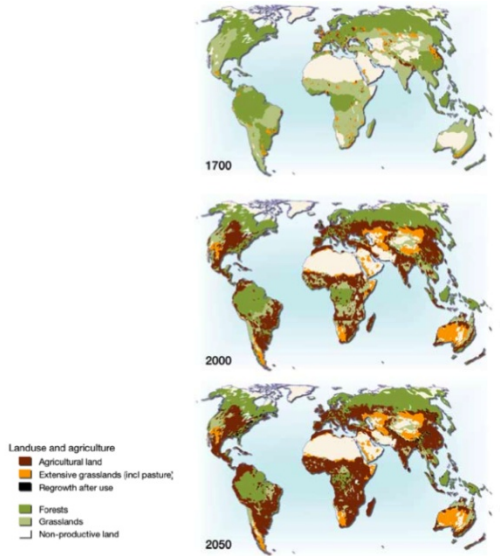 1700
2000
Landuse and agriculture
Agricultural land
Extensive grasslands (incl pasture)
Regrowth after use
Forests
Grasslands
Non-productive land
2050